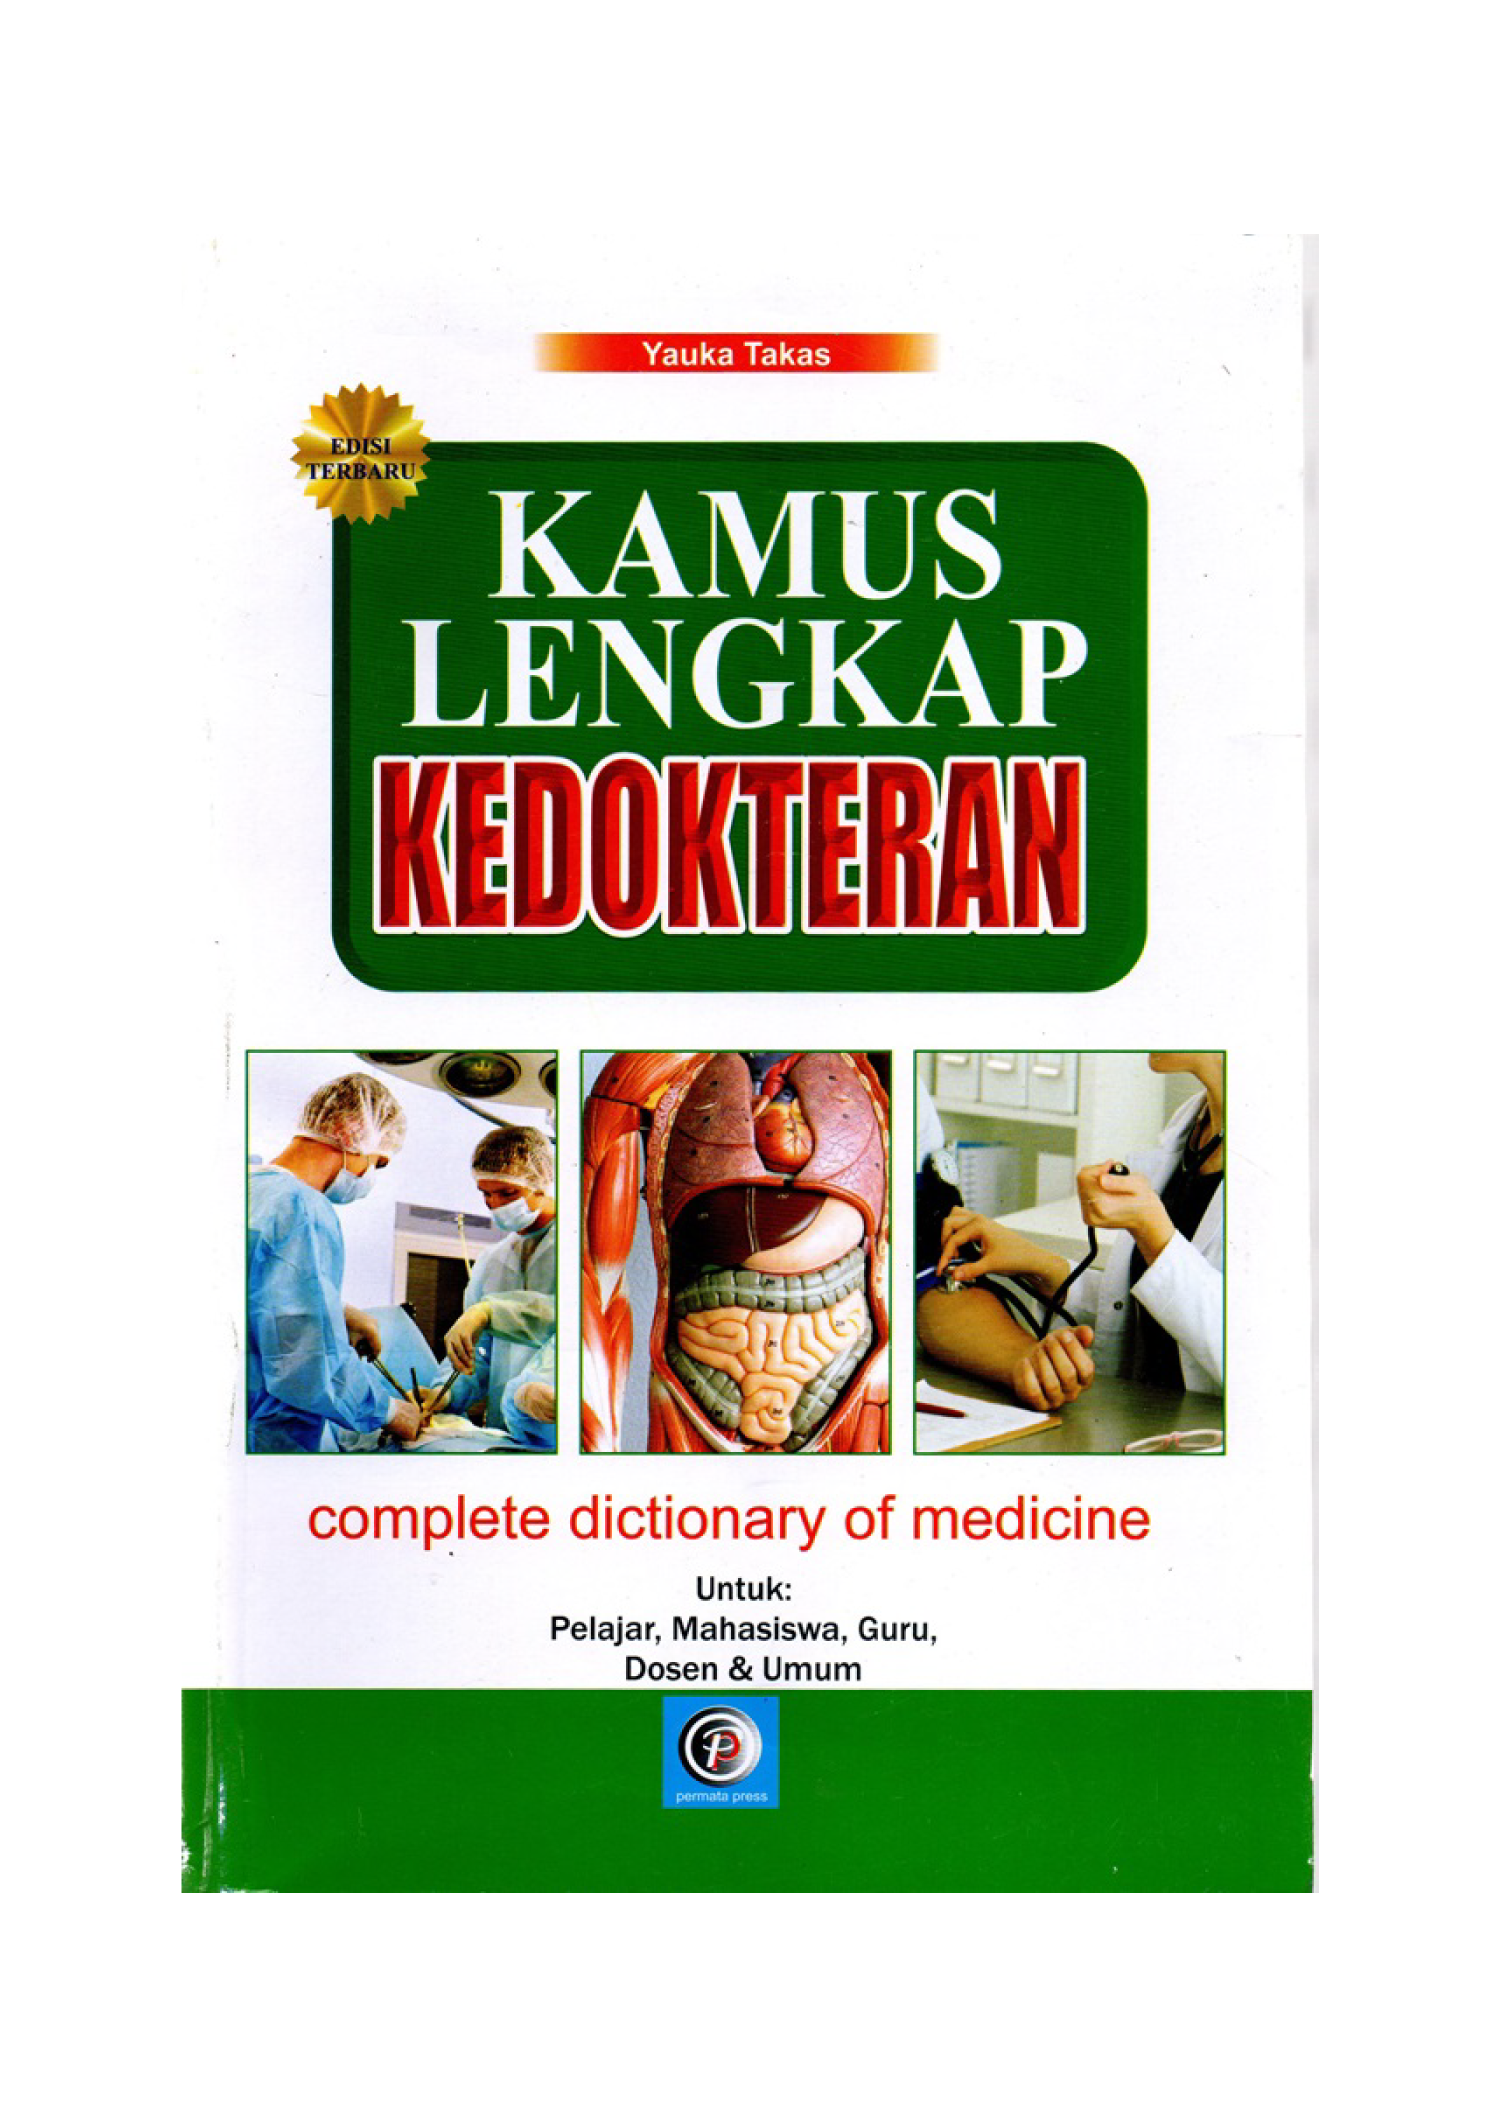 Yauka Takas
EDISI
TERBARU
KAMUS
LENGKAP
KEDOKTERAN
complete dictionary of medicine
Untuk:
Pelajar, Mahasiswa, Guru,
Dosen & Umum
P
permata press